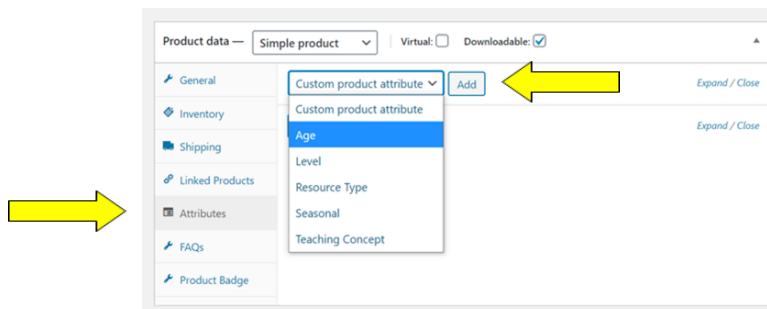 Product data — Simple product Virtual: Downloadable:
General
Inventory
Shipping
Linked Products
Attributes
FAQs
Product Badge
Custom product attribute Add Expand / Close
Custom product attribute
Age
Level
Resource Type
Seasonal
Teaching Concept
Expand / Close